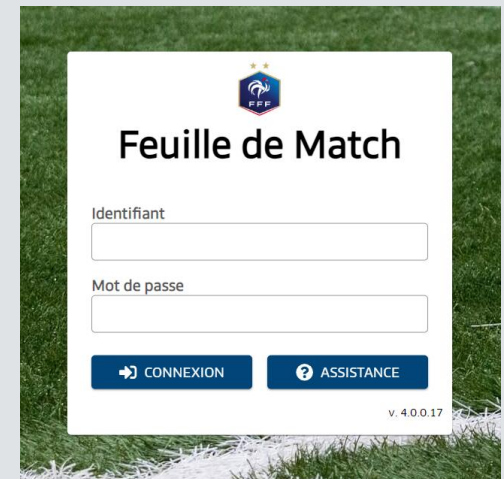 FFF
Feuille de Match
Identifiant
Mot de passe
CONNEXION
ASSISTANCE
v. 4.0.0.17